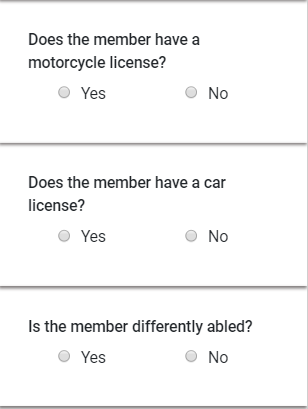 Does the member have a
motorcycle license?
Yes No
Does the member have a car
license?
Yes No
Is the member differently abled?
Yes No